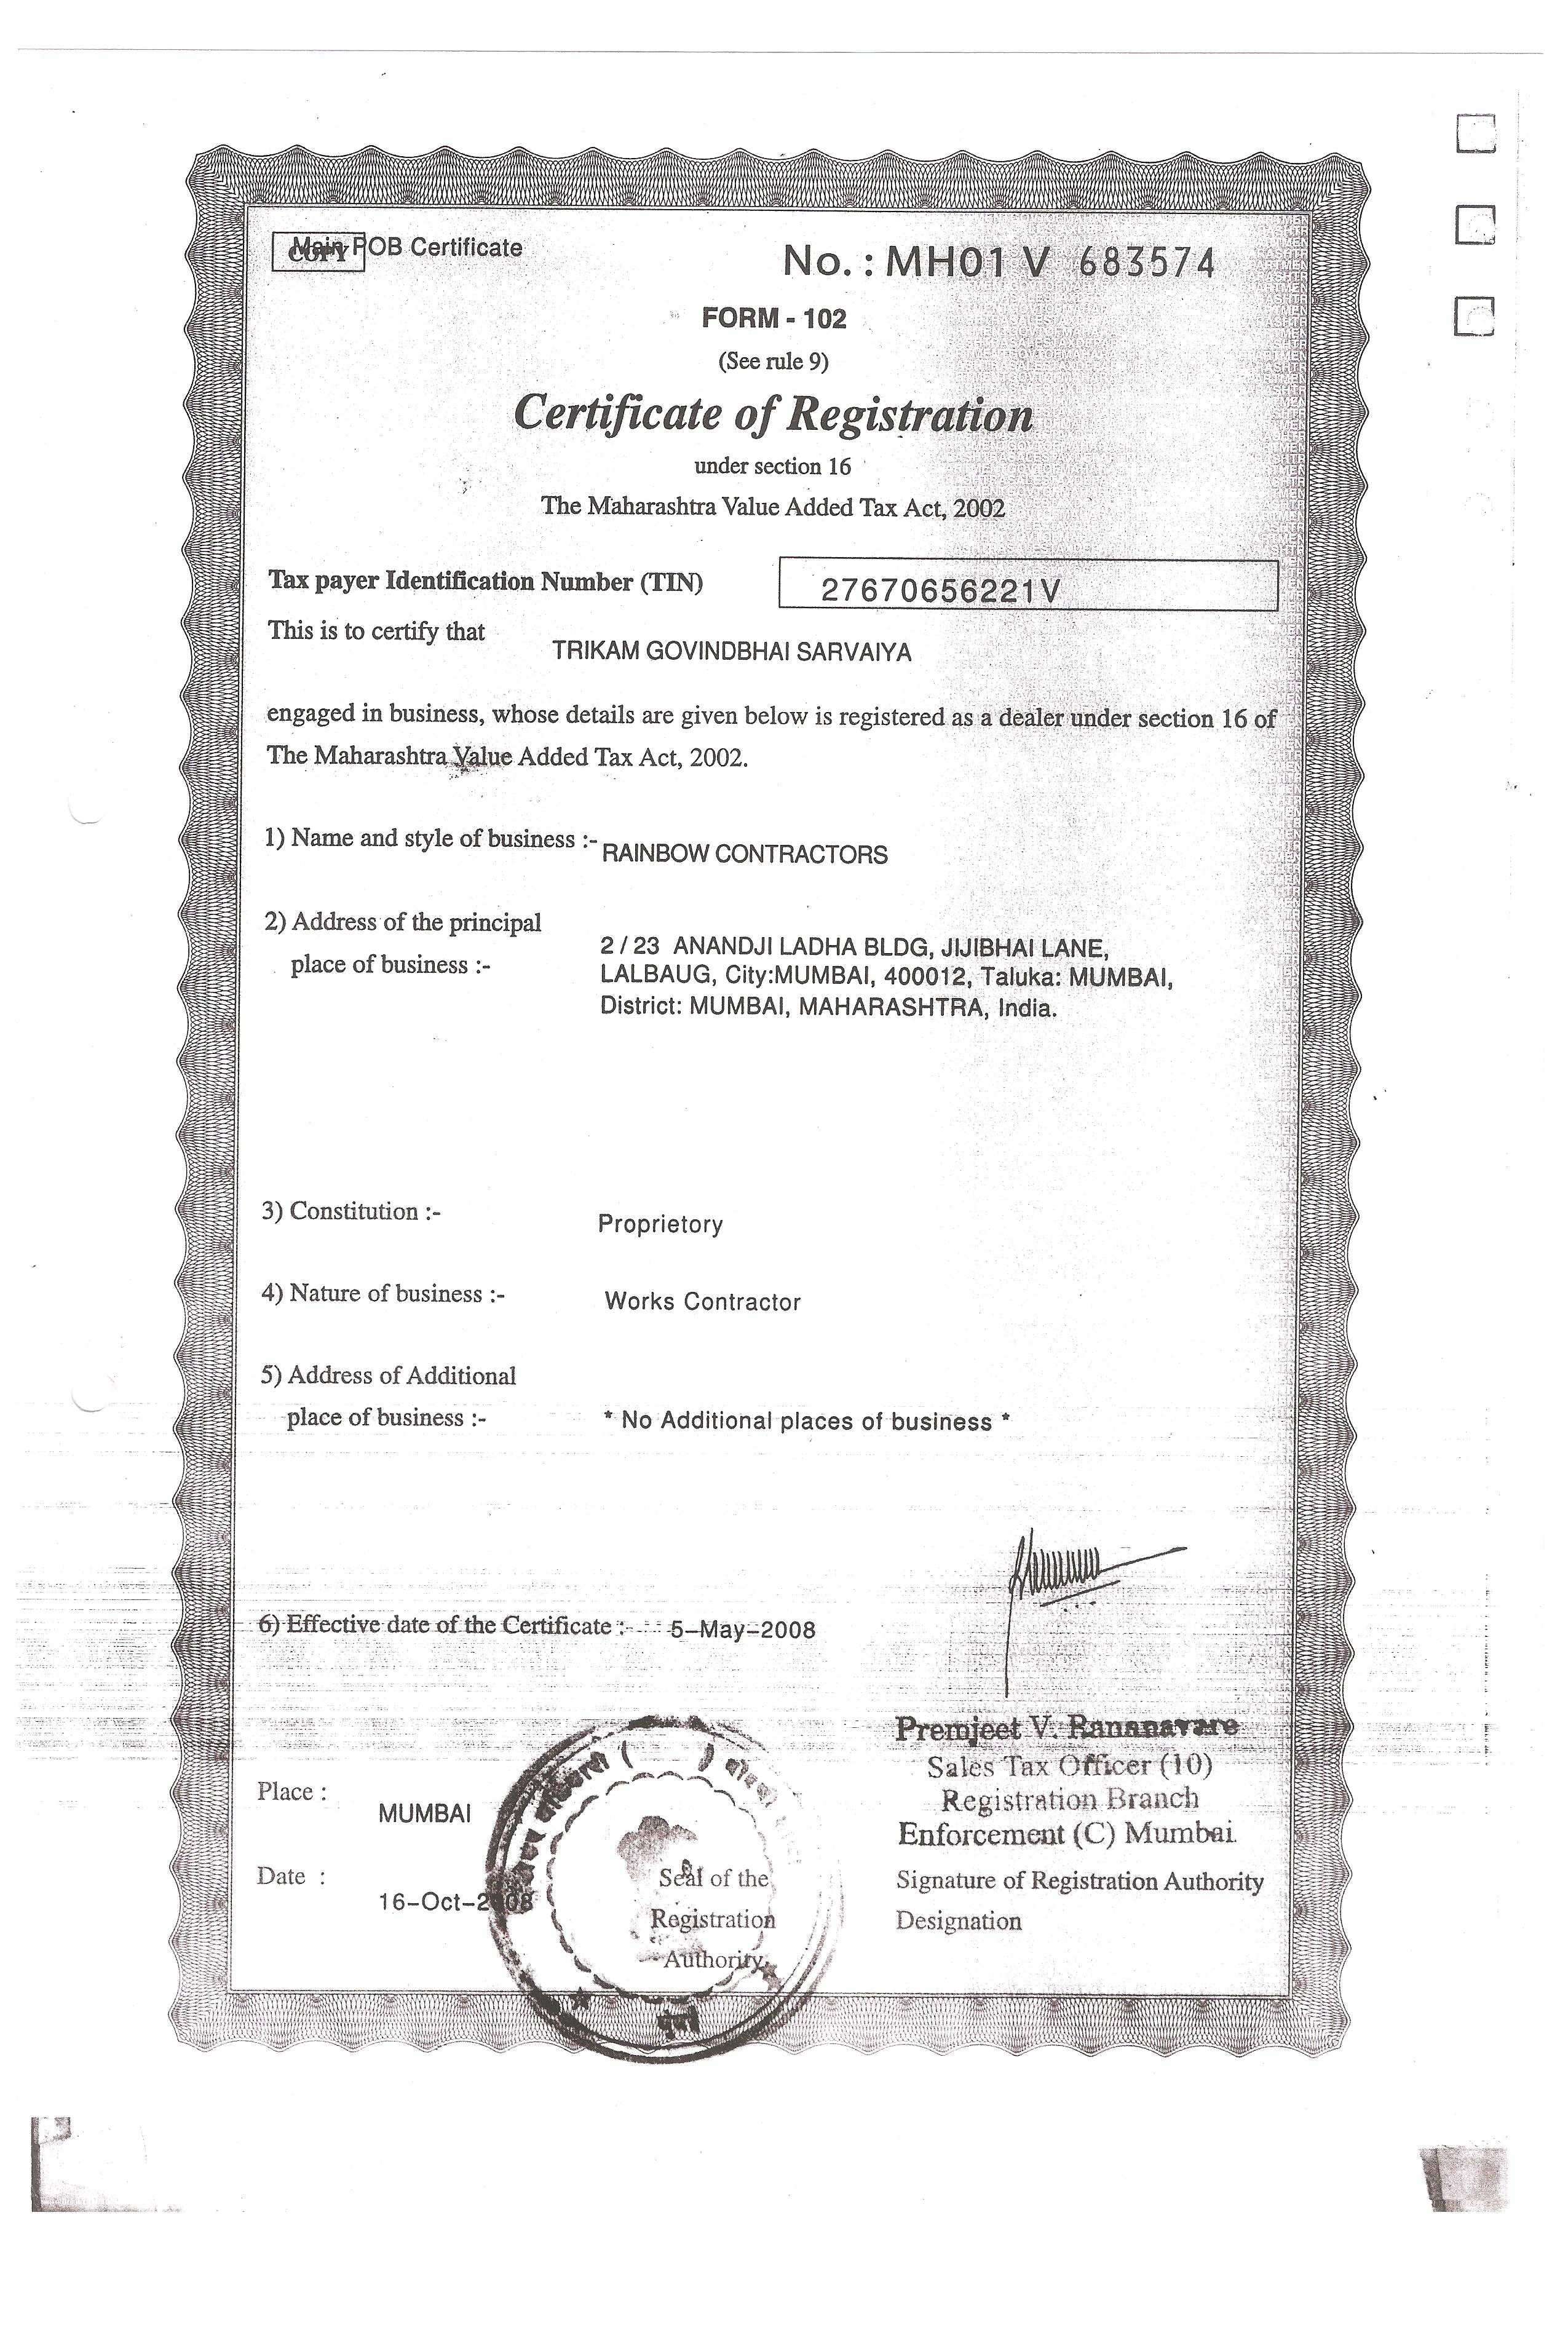 COPY
Main POB Certificate
No. : MH01 V 683574
FORM - 102
(See rule 9)
Certificate of Registration
under section 16
The Maharashtra Value Added Tax Act, 2002
Tax payer Identification Number (TIN) 27670656221V
This is to certify that TRIKAM GOVINDBHAI SARVAIYA
engaged in business, whose details are given below is registered as a dealer under section 16 of
The Maharashtra Value Added Tax Act, 2002.
1) Name and style of business :- RAINBOW CONTRACTORS
2) Address of the principal
place of business :-
2 / 23 ANANDJI LADHA BLDG, JIJIBHAI LANE,
LALBAUG, City:MUMBAI, 400012, Taluka: MUMBAI,
District: MUMBAI, MAHARASHTRA, India.
3) Constitution :- Proprietory
4) Nature of business :- Works Contractor
5) Address of Additional
place of business :- * No Additional places of business *
6) Effective date of the Certificate :- 5-May-2008
Premjeet V. Rananavare
Sales Tax Officer (10)
Registration Branch
Enforcement (C) Mumbai.
Place :
MUMBAI
Date :
16-Oct-2008
Seal of the
Registration
Authority
मुंबई
Signature of Registration Authority
Designation